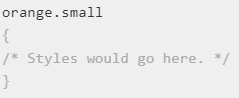 orange.small
{
/* Styles would go here. */
}